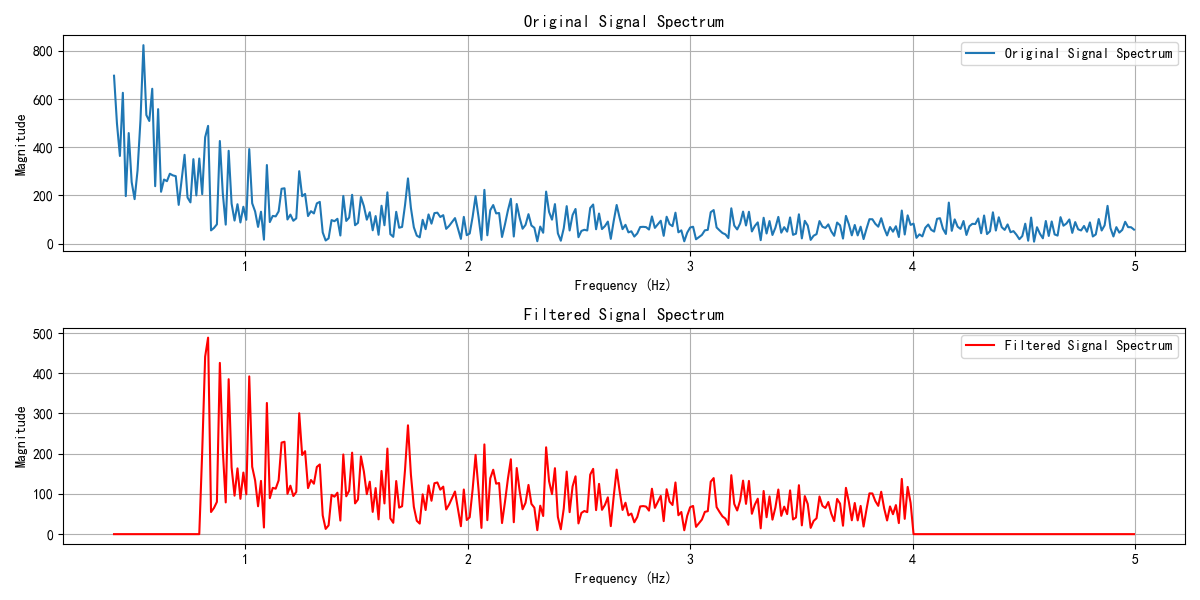 Original Signal Spectrum
Original Signal Spectrum
Magnitude
800
600
400
200
0
1
2
3
4
5
Frequency (Hz)
Filtered Signal Spectrum
Filtered Signal Spectrum
Magnitude
500
400
300
200
100
0
1
2
3
4
5
Frequency (Hz)